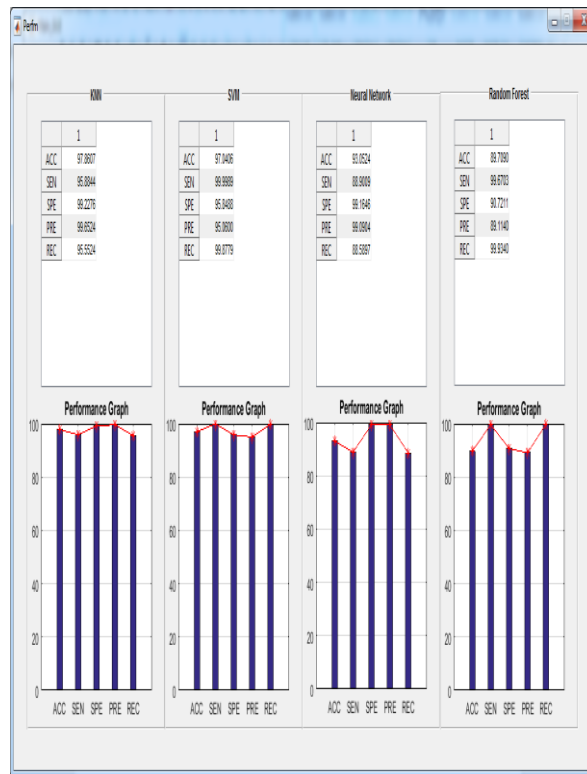 Perfm
KNN
1
ACC 97.8607
SEN 95.8844
SPE 99.2276
PRE 99.6524
REC 95.5524
Performance Graph
100
80
60
40
20
0
ACC SEN SPE PRE REC
SVM
1
ACC 97.0406
SEN 99.9989
SPE 95.8488
PRE 95.0600
REC 99.8779
Performance Graph
100
80
60
40
20
0
ACC SEN SPE PRE REC
Neural Network
1
ACC 93.0524
SEN 88.9009
SPE 99.1646
PRE 99.0904
REC 88.5897
Performance Graph
100
80
60
40
20
0
ACC SEN SPE PRE REC
Random Forest
1
ACC 89.7090
SEN 99.6703
SPE 90.7211
PRE 89.1140
REC 99.9340
Performance Graph
100
80
60
40
20
0
ACC SEN SPE PRE REC